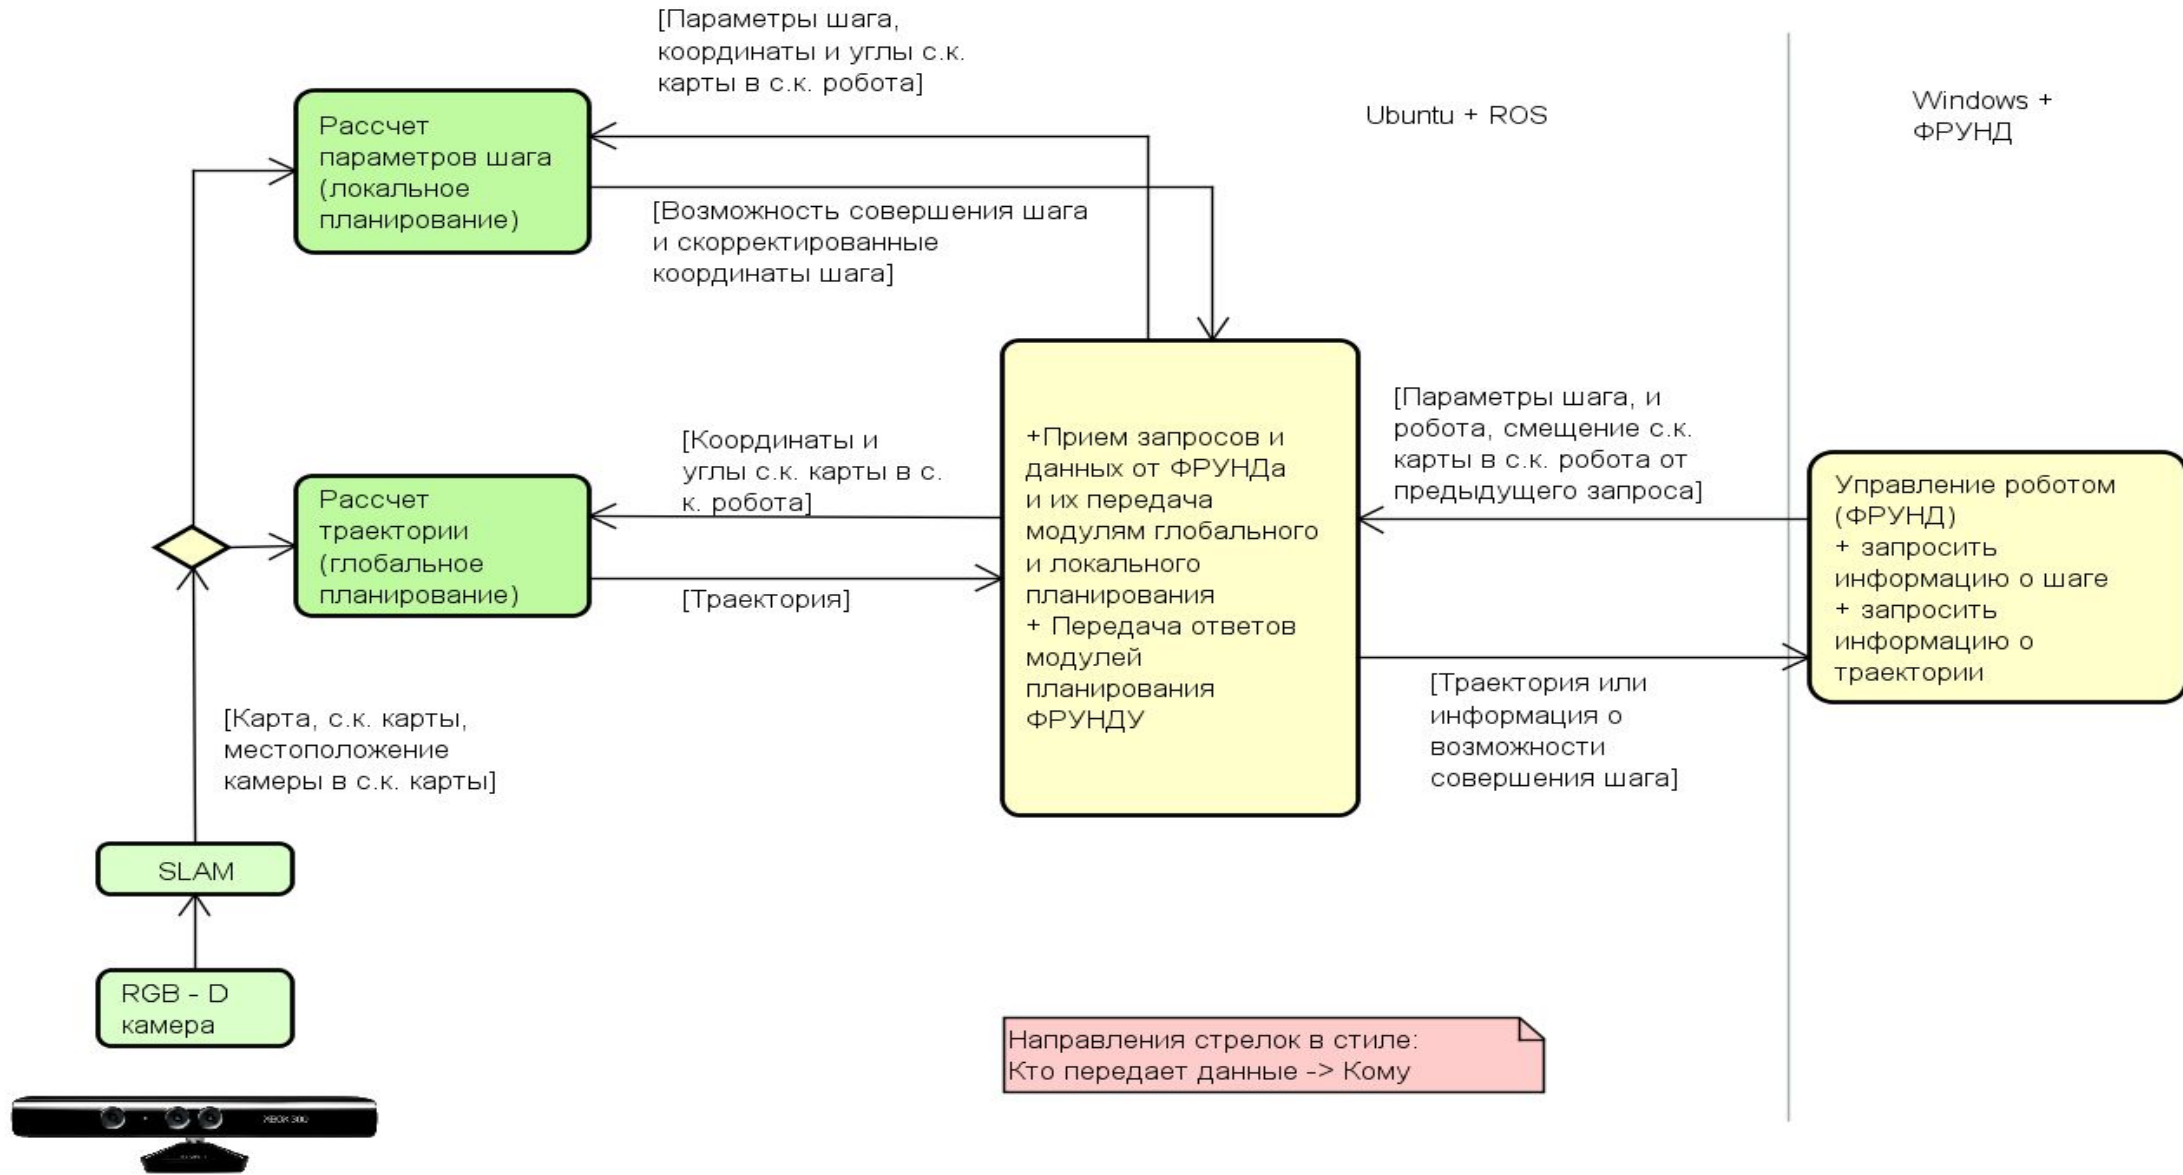 [Параметры шага,
координаты и углы с.к.
карты в с.к. робота]
Ubuntu + ROS
Windows +
ФРУНД
Рассчет
параметров шага
(локальное
планирование)
[Возможность совершения шага
и скорректированные
координаты шага]
[Координаты и
углы с.к. карты в с.
к. робота]
Рассчет
траектории
(глобальное
планирование)
[Траектория]
+Прием запросов и
данных от ФРУНДа
и их передача
модулям глобального
и локального
планирования
+ Передача ответов
модулей
планирования
ФРУНДУ
[Параметры шага, и
робота, смещение с.к.
карты в с.к. робота от
предыдущего запроса]
Управление роботом
(ФРУНД)
+ запросить
информацию о шаге
+ запросить
информацию о
траектории
[Траектория или
информация о
возможности
совершения шага]
[Карта, с.к. карты,
местоположение
камеры в с.к. карты]
SLAM
RGB - D
камера
Направления стрелок в стиле:
Кто передает данные -> Кому
XBOX 360